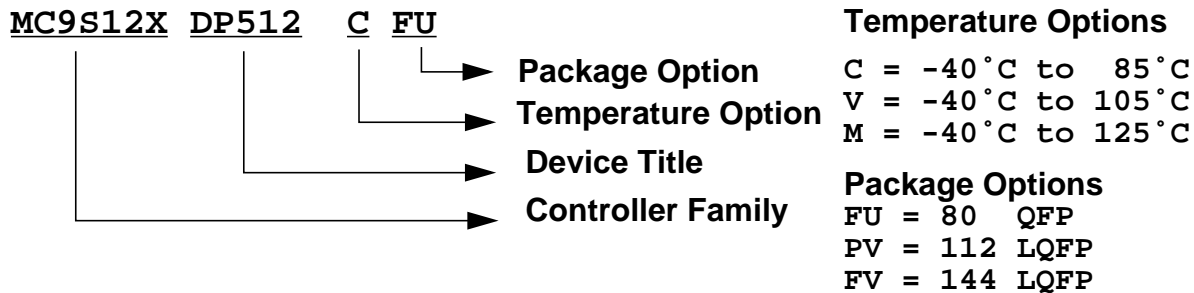 MC9S12X DP512 C FU
Package Option
Temperature Option
Device Title
Controller Family
Temperature Options
C = -40˚C to 85˚C
V = -40˚C to 105˚C
M = -40˚C to 125˚C
Package Options
FU = 80 QFP
PV = 112 LQFP
FV = 144 LQFP